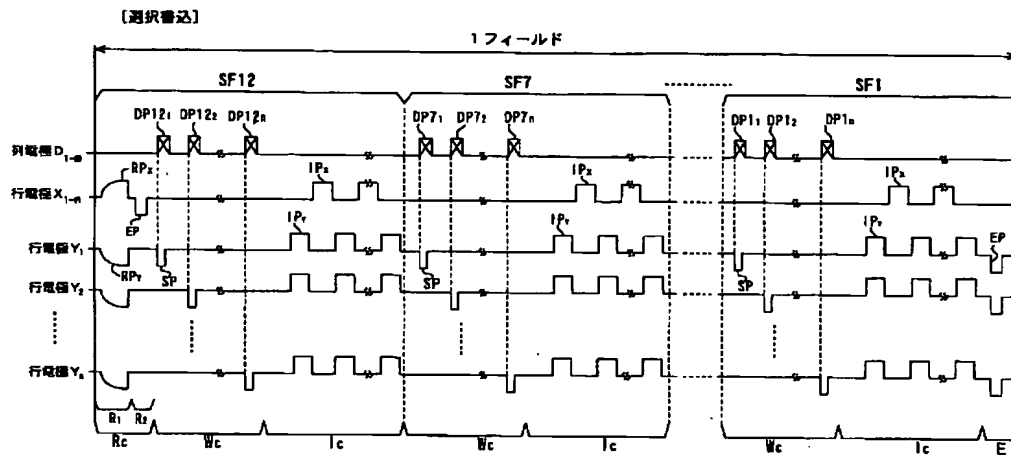 [選択書込]
1フィールド
SF12 SF7 SF1
DP12₁ DP12₂ DP12n DP7₁ DP7₂ DP7n DP1₁ DP1₂ DP1n
列電極D1-m
RPx IPx IPx IPx
行電極X1-n
EP
IPY IPY IPY
行電極Y₁ EP
RPY SP SP SP
行電極Y₂
行電極Yn
R₁ R₂
Rc Wc Ic Wc Ic Wc Ic E